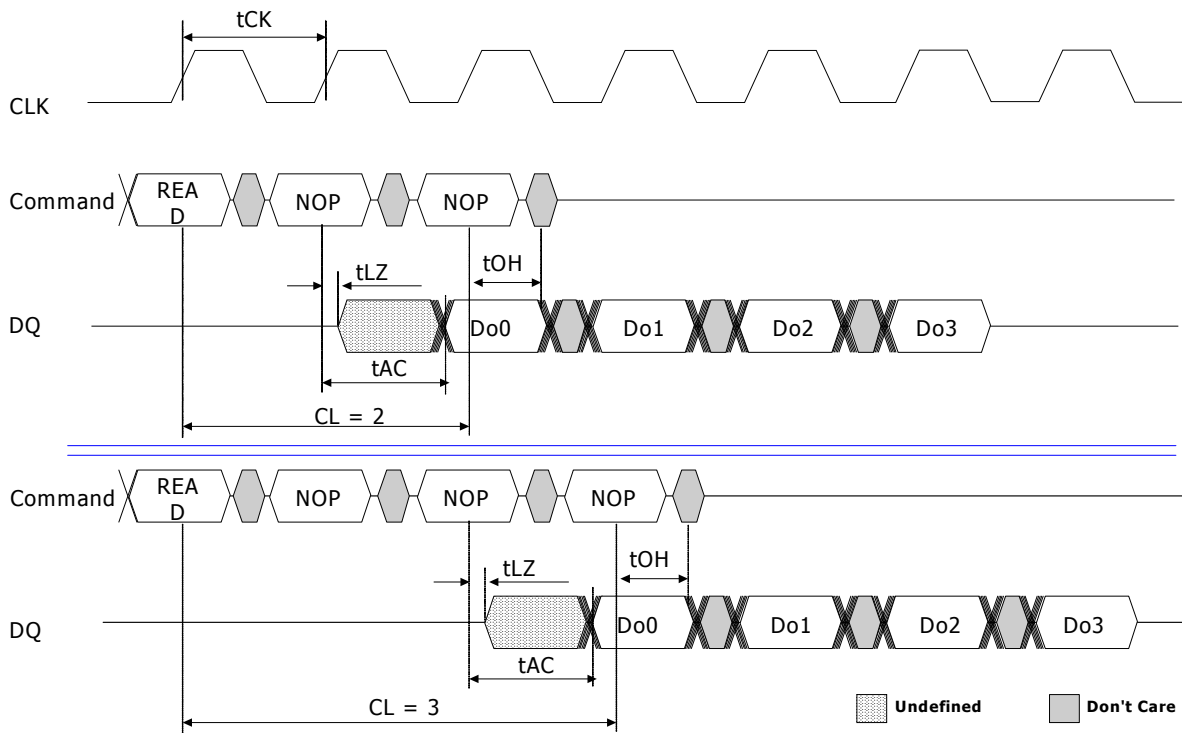 tCK
CLK
Command
REA
D
NOP
NOP
tOH
tLZ
DQ
Do0
Do1
Do2
Do3
tAC
CL = 2
Command
REA
D
NOP
NOP
NOP
tOH
tLZ
DQ
Do0
Do1
Do2
Do3
tAC
CL = 3
Undefined
Don't Care